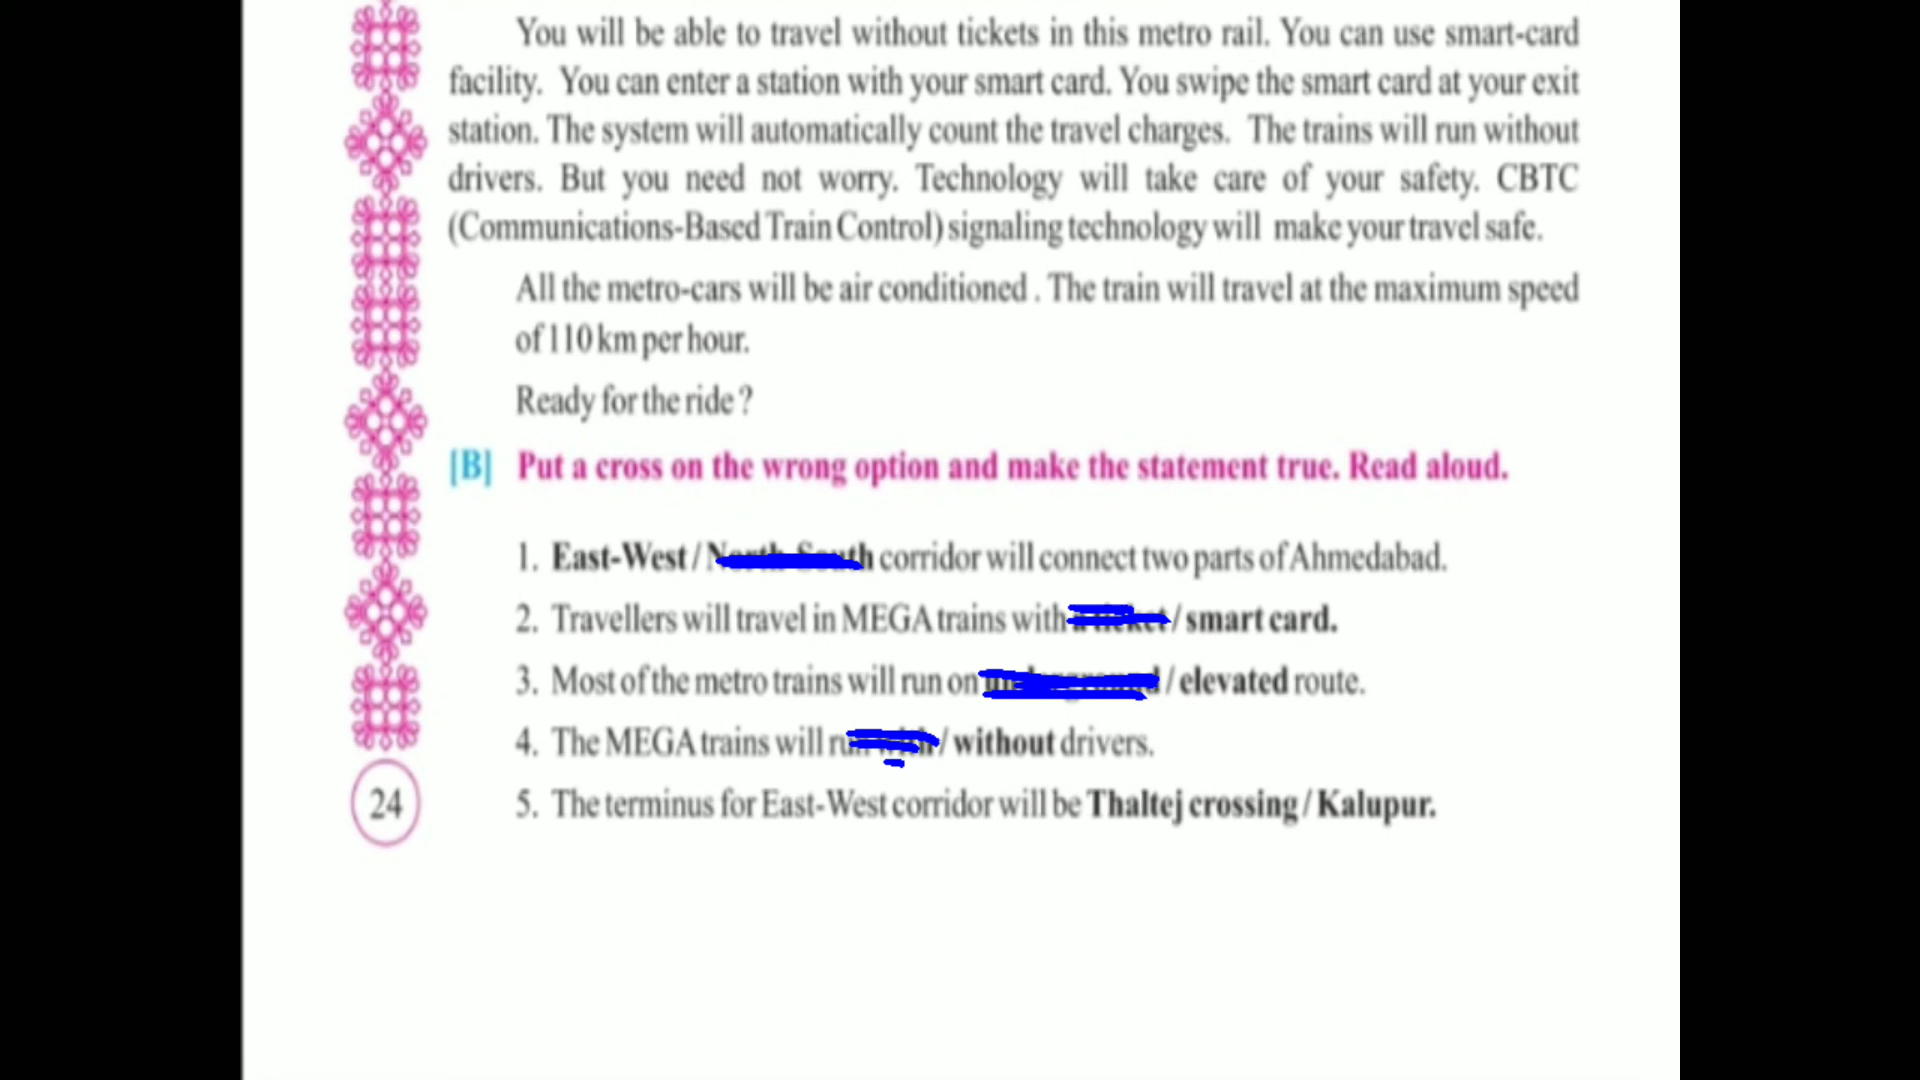 You will be able to travel without tickets in this metro rail. You can use smart-card
facility. You can enter a station with your smart card. You swipe the smart card at your exit
station. The system will automatically count the travel charges. The trains will run without
drivers. But you need not worry. Technology will take care of your safety. CBTC
(Communications-Based Train Control) signaling technology will make your travel safe.
All the metro-cars will be air conditioned . The train will travel at the maximum speed
of 110 km per hour.
Ready for the ride ?
[B] Put a cross on the wrong option and make the statement true. Read aloud.
1. East-West / North-South corridor will connect two parts of Ahmedabad.
2. Travellers will travel in MEGA trains with a ticket / smart card.
3. Most of the metro trains will run on underground / elevated route.
4. The MEGA trains will run with / without drivers.
5. The terminus for East-West corridor will be Thaltej crossing / Kalupur.
24